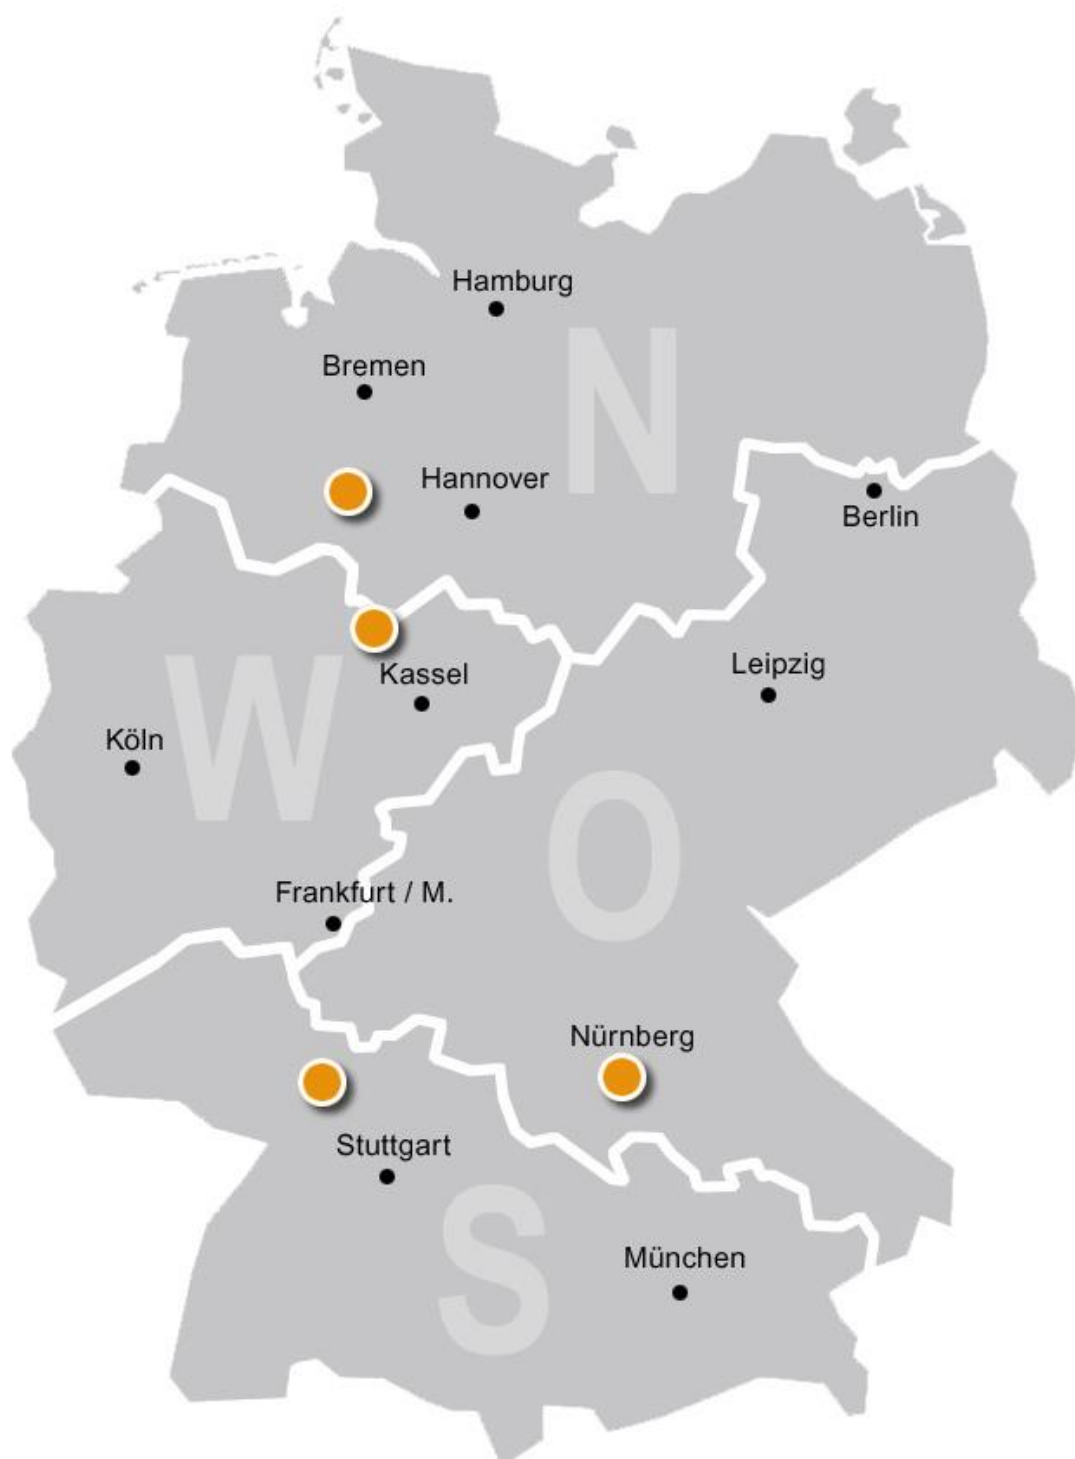 Hamburg
N
Bremen
Hannover
Berlin
W
Kassel
Leipzig
Köln
O
Frankfurt / M.
Nürnberg
Stuttgart
S
München